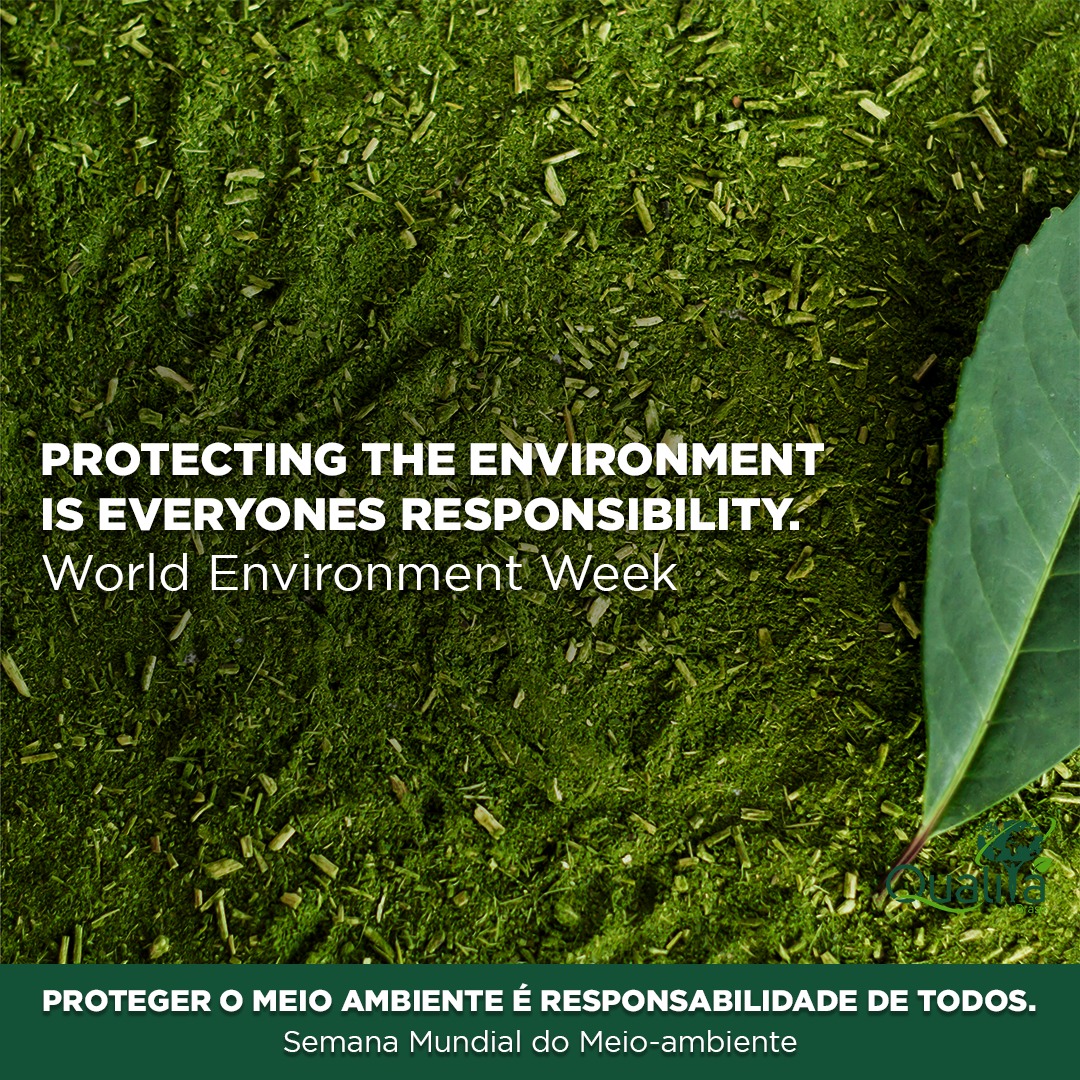 PROTECTING THE ENVIRONMENT
IS EVERYONES RESPONSIBILITY.
World Environment Week
Qualita
PROTEGER O MEIO AMBIENTE É RESPONSABILIDADE DE TODOS.
Semana Mundial do Meio-ambiente